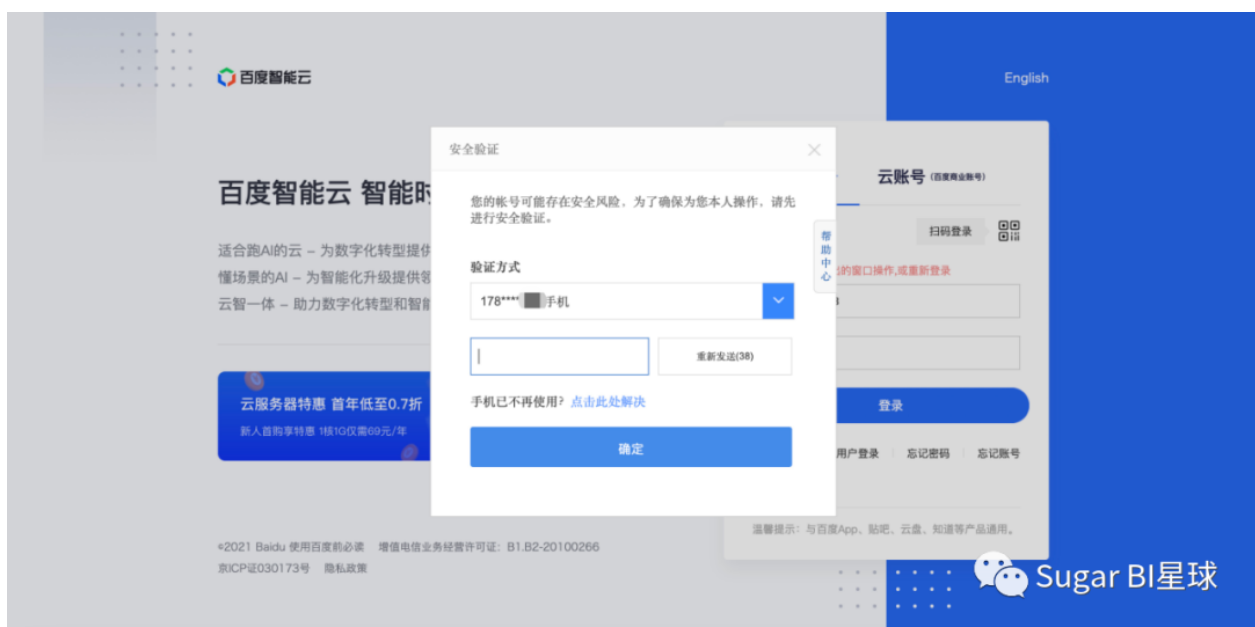 百度智能云
English
百度智能云 智能时
适合跑AI的云 – 为数字化转型提供
懂场景的AI – 为智能化升级提供
云智一体 – 助力数字化转型和智能
云服务器特惠 首年低至0.7折
新人首购享特惠 1核1G仅需69元/年
安全验证
您的帐号可能存在安全风险，为了确保为您本人操作，请先
进行安全验证。
验证方式
178****手机
重新发送(38)
手机已不再使用？点击此处解决
确定
帮助中心
云账号 (百度商业账号)
扫码登录
的窗口操作,或重新登录
登录
用户登录 忘记密码 忘记账号
温馨提示：与百度App、贴吧、云盘、知道等产品通用。
©2021 Baidu 使用百度前必读 增值电信业务经营许可证：B1.B2-20100266
京ICP证030173号 隐私政策
Sugar BI星球